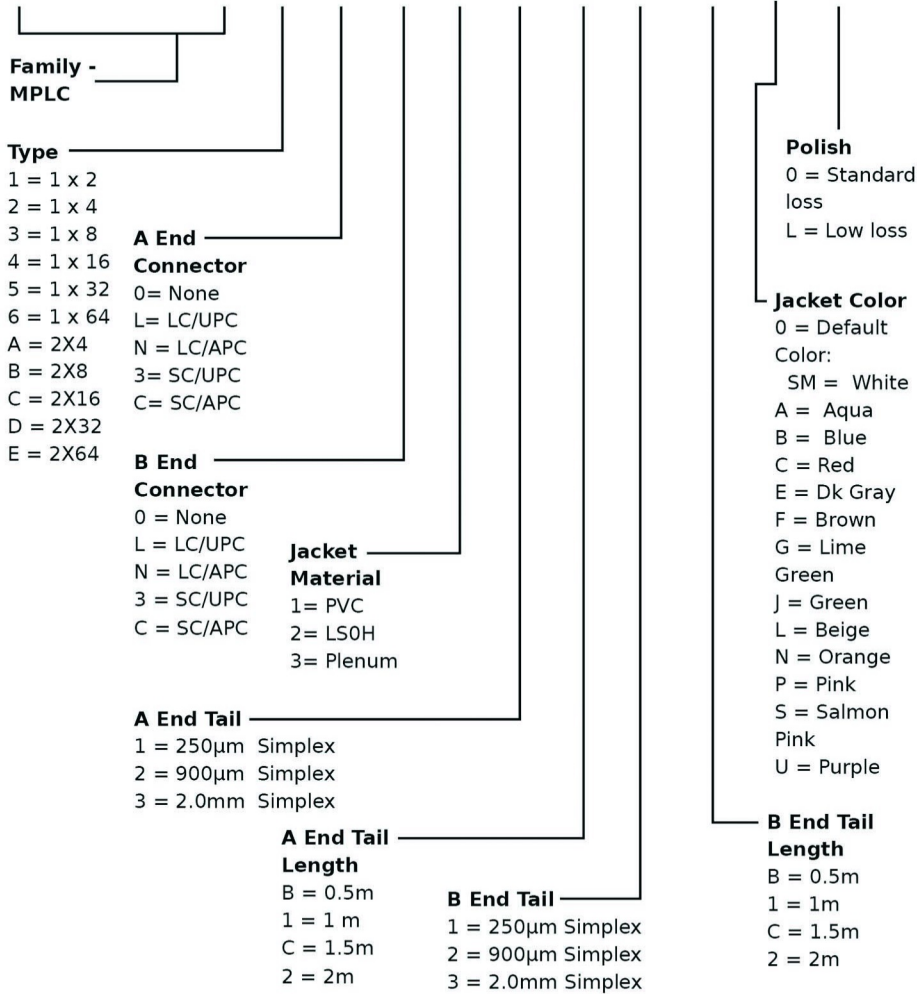 Family -
MPLC
Type
1 = 1 x 2
2 = 1 x 4
3 = 1 x 8
4 = 1 x 16
5 = 1 x 32
6 = 1 x 64
A = 2X4
B = 2X8
C = 2X16
D = 2X32
E = 2X64
A End
Connector
0= None
L= LC/UPC
N = LC/APC
3= SC/UPC
C= SC/APC
B End
Connector
0 = None
L = LC/UPC
N = LC/APC
3 = SC/UPC
C = SC/APC
Jacket
Material
1= PVC
2= LS0H
3= Plenum
A End Tail
1 = 250µm Simplex
2 = 900µm Simplex
3 = 2.0mm Simplex
A End Tail
Length
B = 0.5m
1 = 1 m
C = 1.5m
2 = 2m
B End Tail
1 = 250µm Simplex
2 = 900µm Simplex
3 = 2.0mm Simplex
Polish
0 = Standard
loss
L = Low loss
Jacket Color
0 = Default
Color:
SM = White
A = Aqua
B = Blue
C = Red
E = Dk Gray
F = Brown
G = Lime
Green
J = Green
L = Beige
N = Orange
P = Pink
S = Salmon
Pink
U = Purple
B End Tail
Length
B = 0.5m
1 = 1m
C = 1.5m
2 = 2m